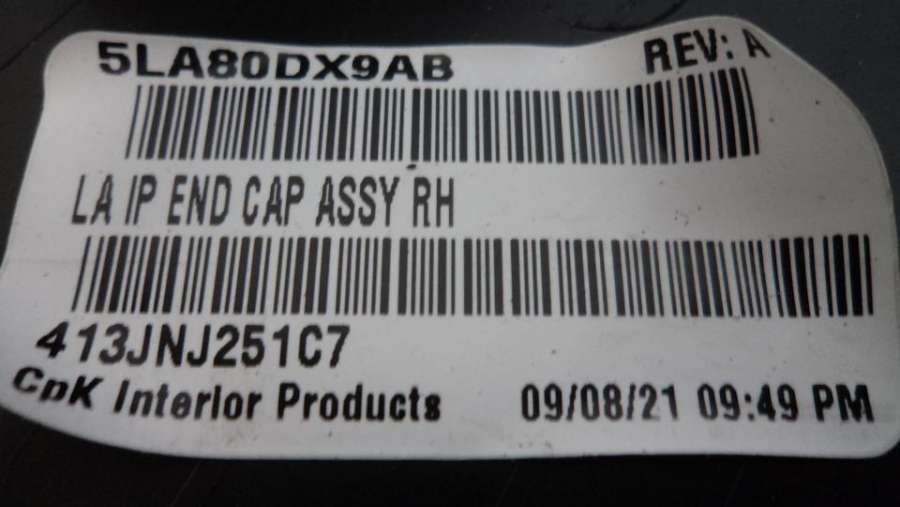 5LA80DX9AB REV: A
LA IP END CAP ASSY RH
413JNJ251C7
CpK Interior Products 09/08/21 09:49 PM